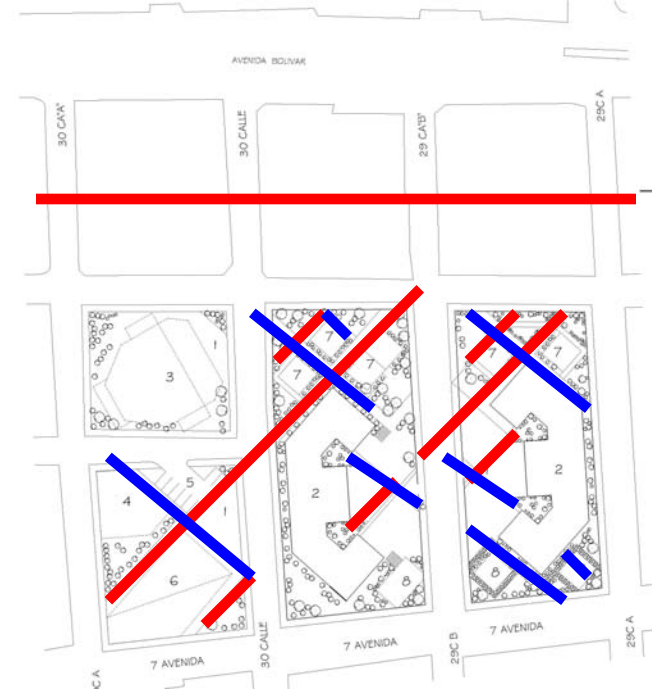 AVENIDA BOLIVAR
30 CA"A"
30 CALLE
29 CA"B"
29C A
1
3
7
7
7
7
7
2
2
5
4
1
6
8
8
7 AVENIDA
30 CALLE
7 AVENIDA
29C B
7 AVENIDA
29C A